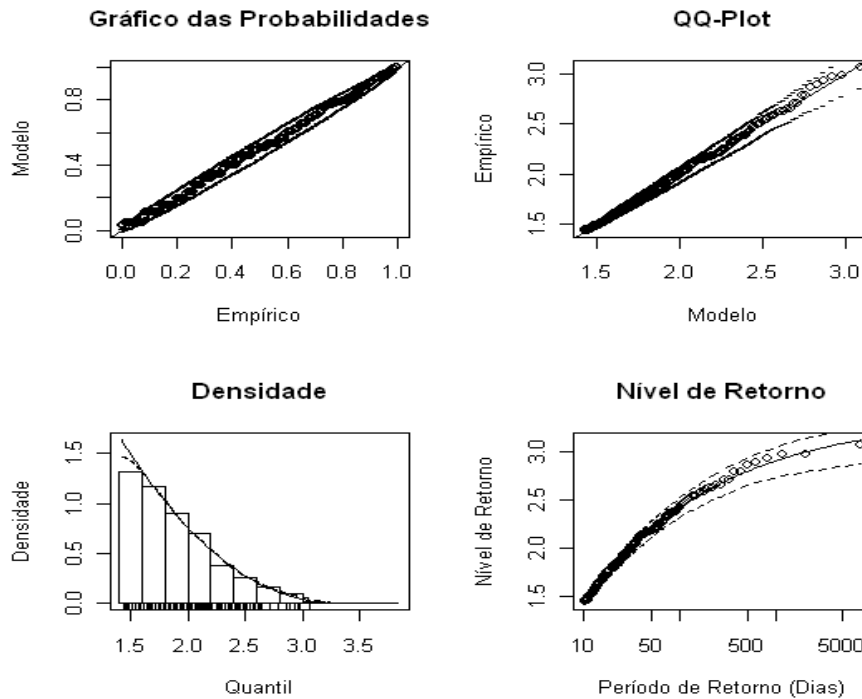 Gráfico das Probabilidades
Modelo
0.0 0.4 0.8
0.0 0.2 0.4 0.6 0.8 1.0
Empírico
QQ-Plot
Empírico
1.5 2.0 2.5 3.0
1.5 2.0 2.5 3.0
Modelo
Densidade
Densidade
0.0 0.5 1.0 1.5
1.5 2.0 2.5 3.0 3.5
Quantil
Nível de Retorno
Nível de Retorno
1.5 2.0 2.5 3.0
10 50 500 5000
Período de Retorno (Dias)